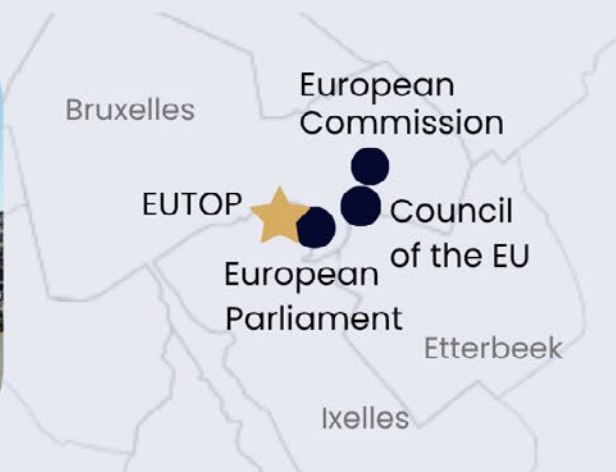 European
Commission
Bruxelles
EUTOP
Council
of the EU
European
Parliament
Etterbeek
Ixelles